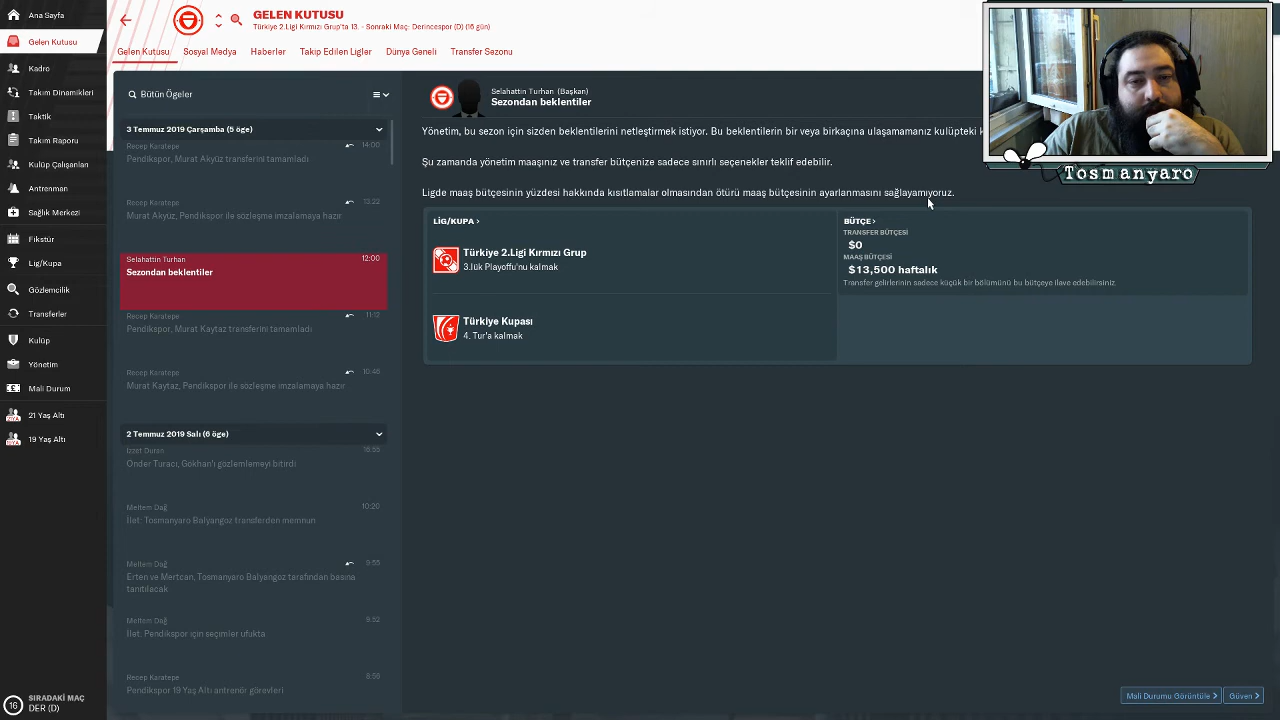 Ana Sayfa
Gelen Kutusu
Kadro
Takım Dinamikleri
Taktik
Takım Raporu
Kulüp Çalışanları
Antrenman
Sağlık Merkezi
Fikstür
Lig/Kupa
Gözlemcilik
Transferler
Kulüp
Yönetim
Mali Durum
21 Yaş Altı
19 Yaş Altı
16
SIRADAKİ MAÇ
DER (D)
GELEN KUTUSU
Türkiye 2.Ligi Kırmızı Grup'ta 13. - Sonraki Maç: Derincespor (D) (16 gün)
Gelen Kutusu Sosyal Medya Haberler Takip Edilen Ligler Dünya Geneli Transfer Sezonu
Bütün Ögeler
3 Temmuz 2019 Çarşamba (5 öge)
Recep Karatepe 14:00
Pendikspor, Murat Akyüz transferini tamamladı
Recep Karatepe 13:22
Murat Akyüz, Pendikspor ile sözleşme imzalamaya hazır
Selahattin Turhan 12:00
Sezondan beklentiler
Recep Karatepe 11:12
Pendikspor, Murat Kaytaz transferini tamamladı
Recep Karatepe 10:46
Murat Kaytaz, Pendikspor ile sözleşme imzalamaya hazır
2 Temmuz 2019 Salı (6 öge)
İzzet Duran
Önder Turacı, Gökhan'ı gözlemlemeyi bitirdi
Meltem Dağ 10:20
İlet: Tosmanyaro Balyangoz transferden memnun
Meltem Dağ 9:55
Erten ve Mertcan, Tosmanyaro Balyangoz tarafından basına
tanıtılacak
Meltem Dağ 9:52
İlet: Pendikspor için seçimler ufukta
Recep Karatepe
Pendikspor 19 Yaş Altı antrenör görevleri
Selahattin Turhan (Başkan)
Sezondan beklentiler
Yönetim, bu sezon için sizden beklentilerini netleştirmek istiyor. Bu beklentilerin bir veya birkaçına ulaşamamanız kulüpteki
Şu zamanda yönetim maaşınız ve transfer bütçenize sadece sınırlı seçenekler teklif edebilir.
Ligde maaş bütçesinin yüzdesi hakkında kısıtlamalar olmasından ötürü maaş bütçesinin ayarlanmasını sağlayamıyoruz.
LİG/KUPA
Türkiye 2.Ligi Kırmızı Grup
3.lük Playoffu'nu kalmak
Türkiye Kupası
4. Tur'a kalmak
BÜTÇE
TRANSFER BÜTÇESİ
$0
MAAŞ BÜTÇESİ
$13,500 haftalık
Transfer gelirlerinin sadece küçük bir bölümünü bu bütçeye ilave edebilirsiniz.
Mali Durumu Görüntüle Güven
Tosmanyaro